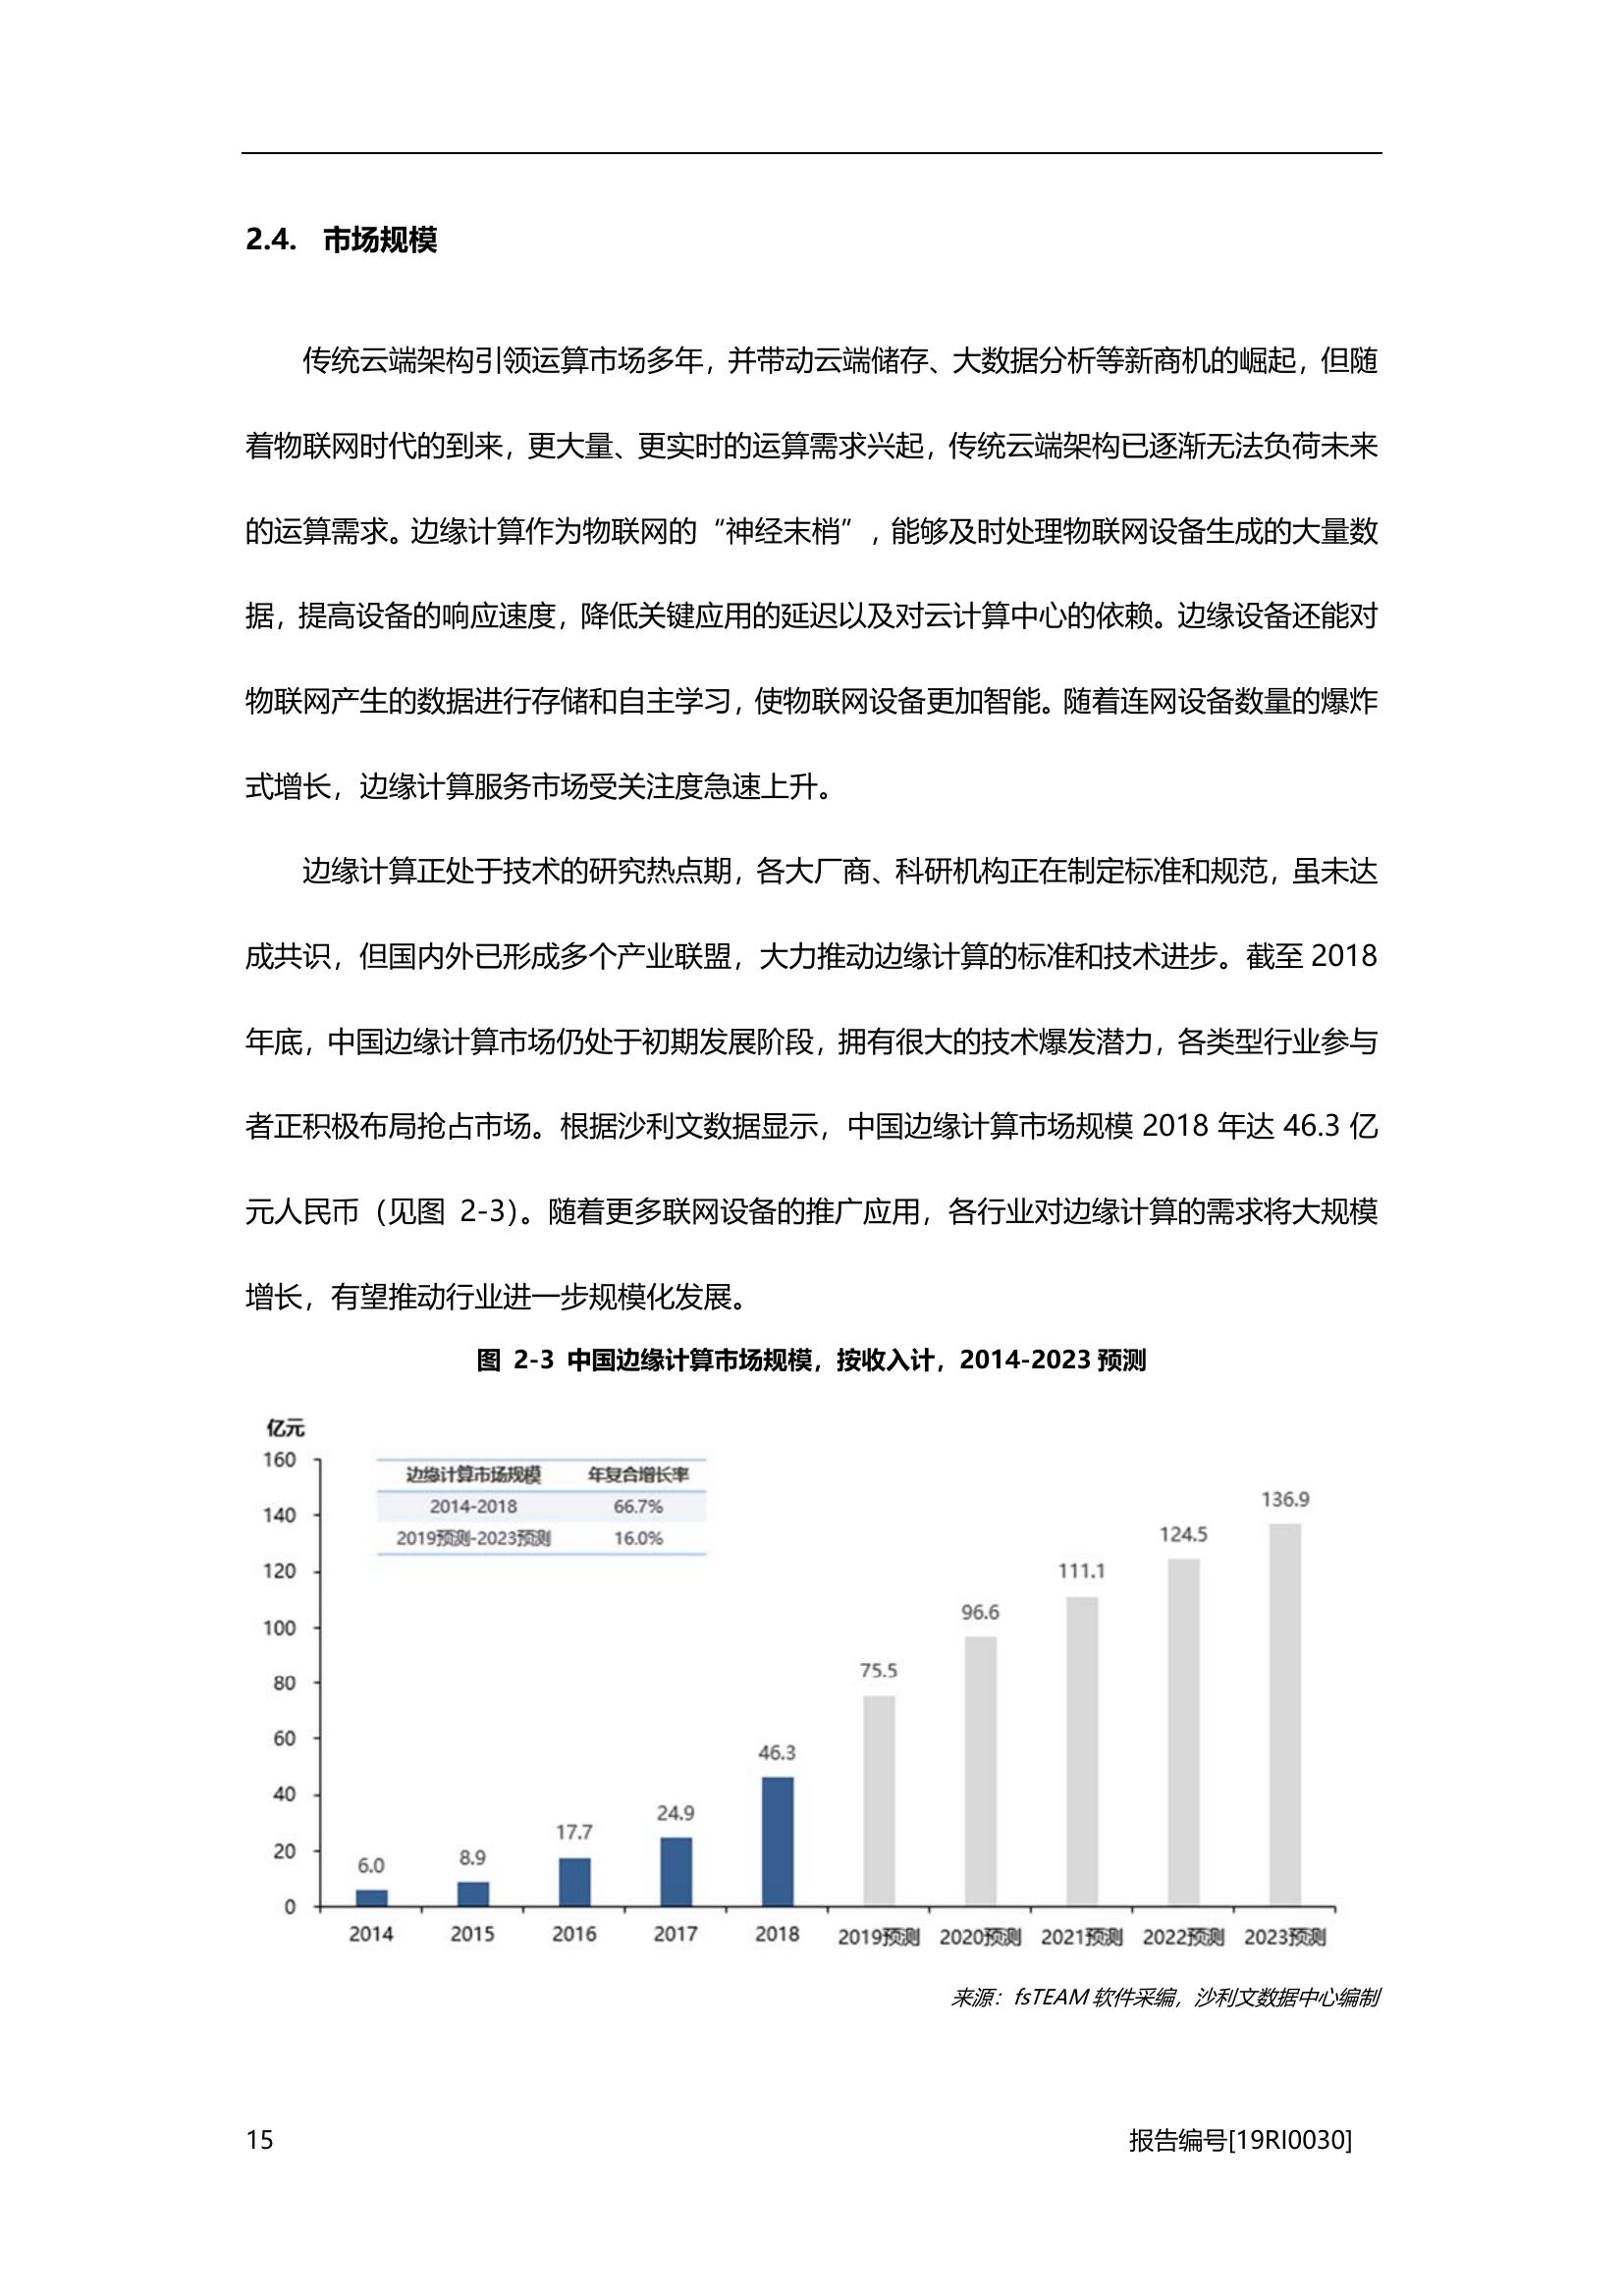 2.4. 市场规模
传统云端架构引领运算市场多年，并带动云端储存、大数据分析等新商机的崛起，但随
着物联网时代的到来，更大量、更实时的运算需求兴起，传统云端架构已逐渐无法负荷未来
的运算需求。边缘计算作为物联网的“神经末梢”，能够及时处理物联网设备生成的大量数
据，提高设备的响应速度，降低关键应用的延迟以及对云计算中心的依赖。边缘设备还能对
物联网产生的数据进行存储和自主学习，使物联网设备更加智能。随着连网设备数量的爆炸
式增长，边缘计算服务市场受关注度急速上升。
边缘计算正处于技术的研究热点期，各大厂商、科研机构正在制定标准和规范，虽未达
成共识，但国内外已形成多个产业联盟，大力推动边缘计算的标准和技术进步。截至 2018
年底，中国边缘计算市场仍处于初期发展阶段，拥有很大的技术爆发潜力，各类型行业参与
者正积极布局抢占市场。根据沙利文数据显示，中国边缘计算市场规模 2018 年达 46.3 亿
元人民币（见图 2-3）。随着更多联网设备的推广应用，各行业对边缘计算的需求将大规模
增长，有望推动行业进一步规模化发展。
图 2-3 中国边缘计算市场规模，按收入计，2014-2023 预测
亿元
160
140
120
100
80
60
40
20
0
边缘计算市场规模 年复合增长率
2014-2018 66.7%
2019预测-2023预测 16.0%
6.0 8.9 17.7 24.9 46.3 75.5 96.6 111.1 124.5 136.9
2014 2015 2016 2017 2018 2019预测 2020预测 2021预测 2022预测 2023预测
来源：fsTEAM 软件采编，沙利文数据中心编制
15 报告编号[19RI0030]